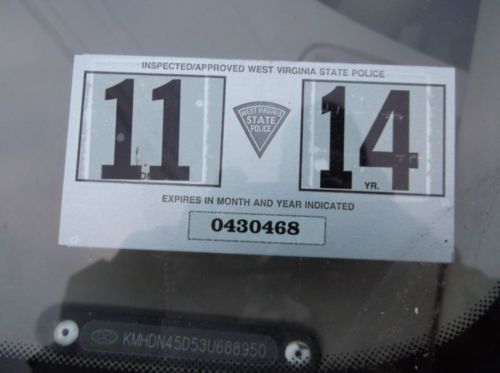 INSPECTED/APPROVED WEST VIRGINIA STATE POLICE
11 14
WEST VIRGINIA
STATE
POLICE
YR.
EXPIRES IN MONTH AND YEAR INDICATED
0430468
KMHDN45D53U688950